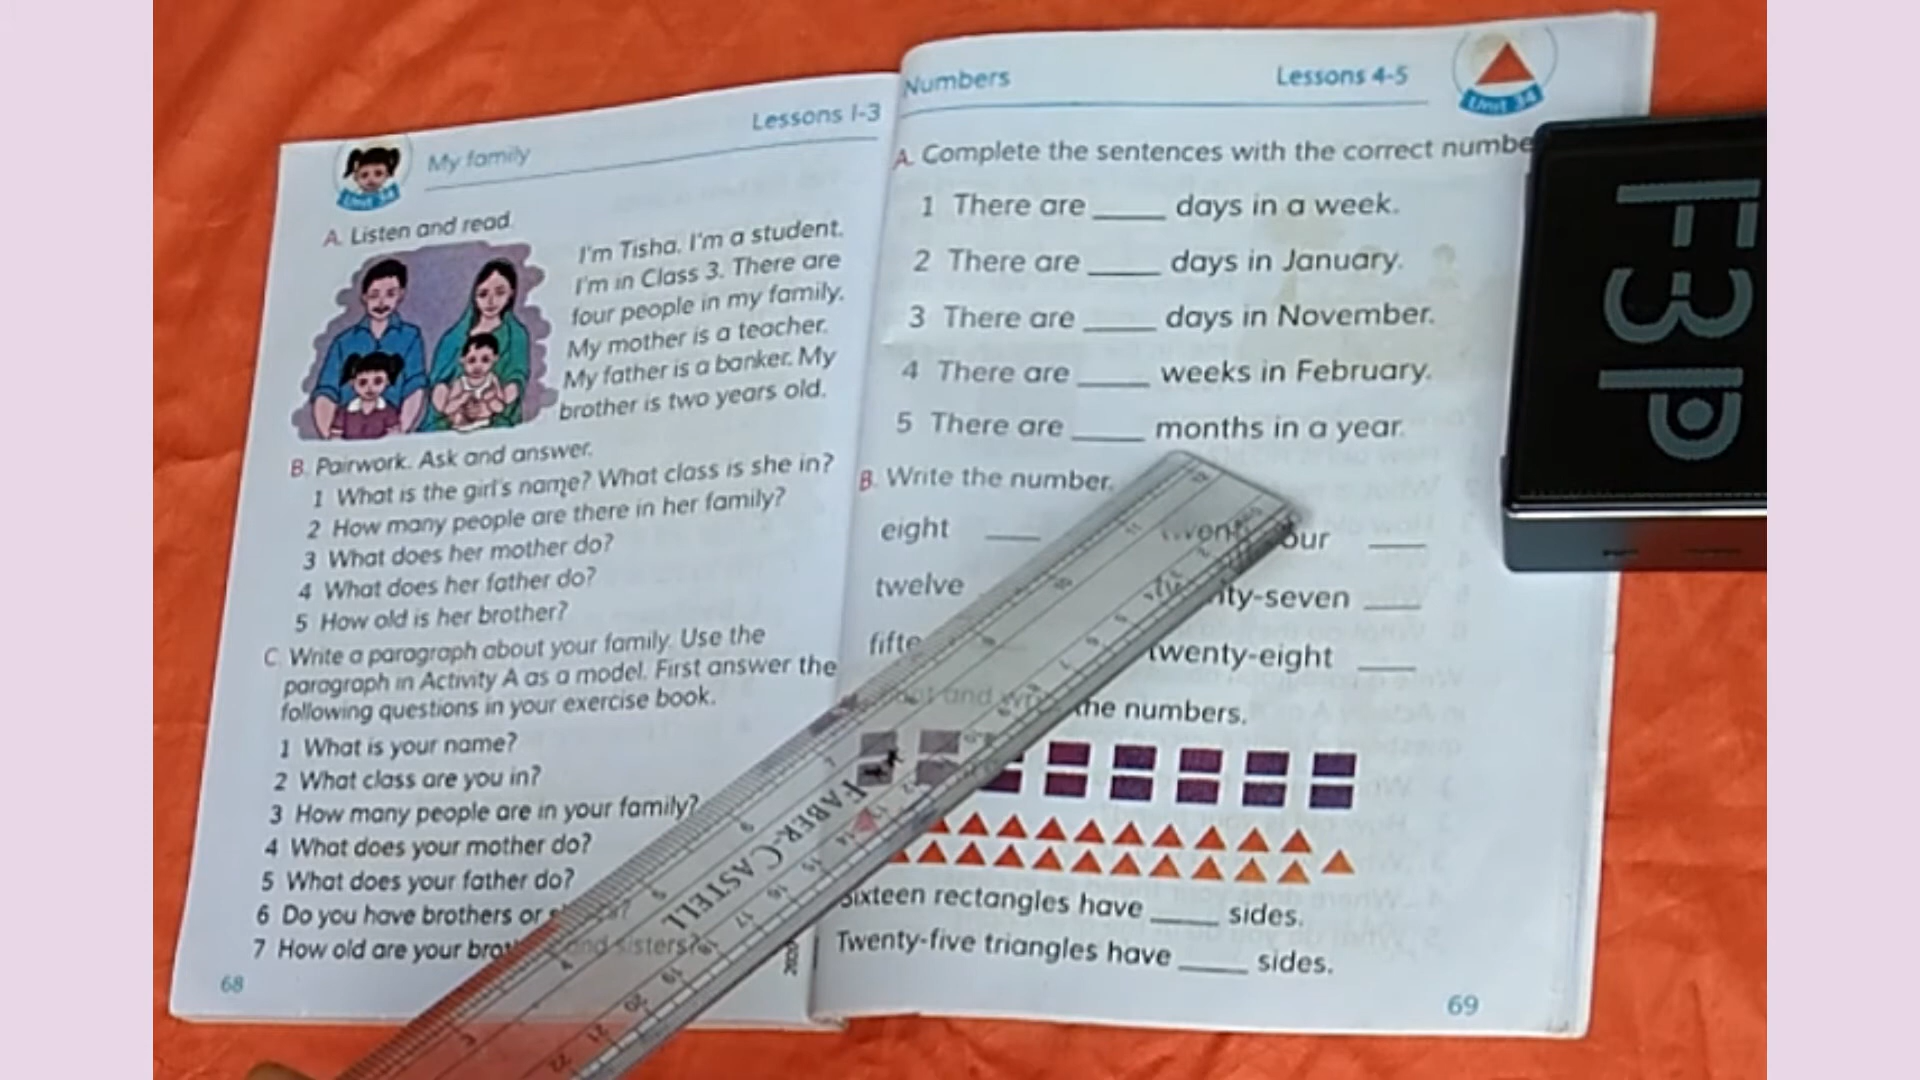 My family
Lessons 1-3
Unit 34
A. Listen and read.
I'm Tisha. I'm a student.
I'm in Class 3. There are
four people in my family.
My mother is a teacher.
My father is a banker. My
brother is two years old.
B. Pairwork. Ask and answer.
1 What is the girl's name? What class is she in?
2 How many people are there in her family?
3 What does her mother do?
4 What does her father do?
5 How old is her brother?
C. Write a paragraph about your family. Use the
paragraph in Activity A as a model. First answer the
following questions in your exercise book.
1 What is your name?
2 What class are you in?
3 How many people are in your family?
4 What does your mother do?
5 What does your father do?
6 Do you have brothers or
7 How old are your and sisters?
68
Numbers
Lessons 4-5
Unit 34
A. Complete the sentences with the correct
1 There are ____ days in a week.
2 There are ____ days in January.
3 There are ____ days in November.
4 There are ____ weeks in February.
5 There are ____ months in a year.
B. Write the number.
eight ____
twelve
twenty-eight ____
and the numbers.
Sixteen rectangles have ____ sides.
Twenty-five triangles have ____ sides.
69
FABER-CASTELL
F3P